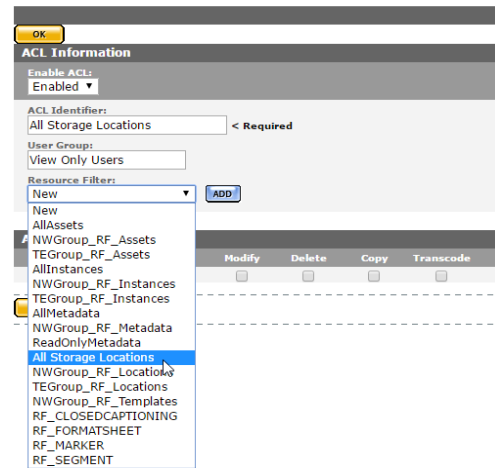 OK
ACL Information
Enable ACL:
Enabled
ACL Identifier:
All Storage Locations < Required
User Group:
View Only Users
Resource Filter:
New ADD
New
AllAssets
NWGroup_RF_Assets
TEGroup_RF_Assets
Modify Delete Copy Transcode
AllInstances
NWGroup_RF_Instances
TEGroup_RF_Instances
AllMetadata
NWGroup_RF_Metadata
ReadOnlyMetadata
All Storage Locations
NWGroup_RF_Locations
TEGroup_RF_Locations
NWGroup_RF_Templates
RF_CLOSEDCAPTIONING
RF_FORMATSHEET
RF_MARKER
RF_SEGMENT